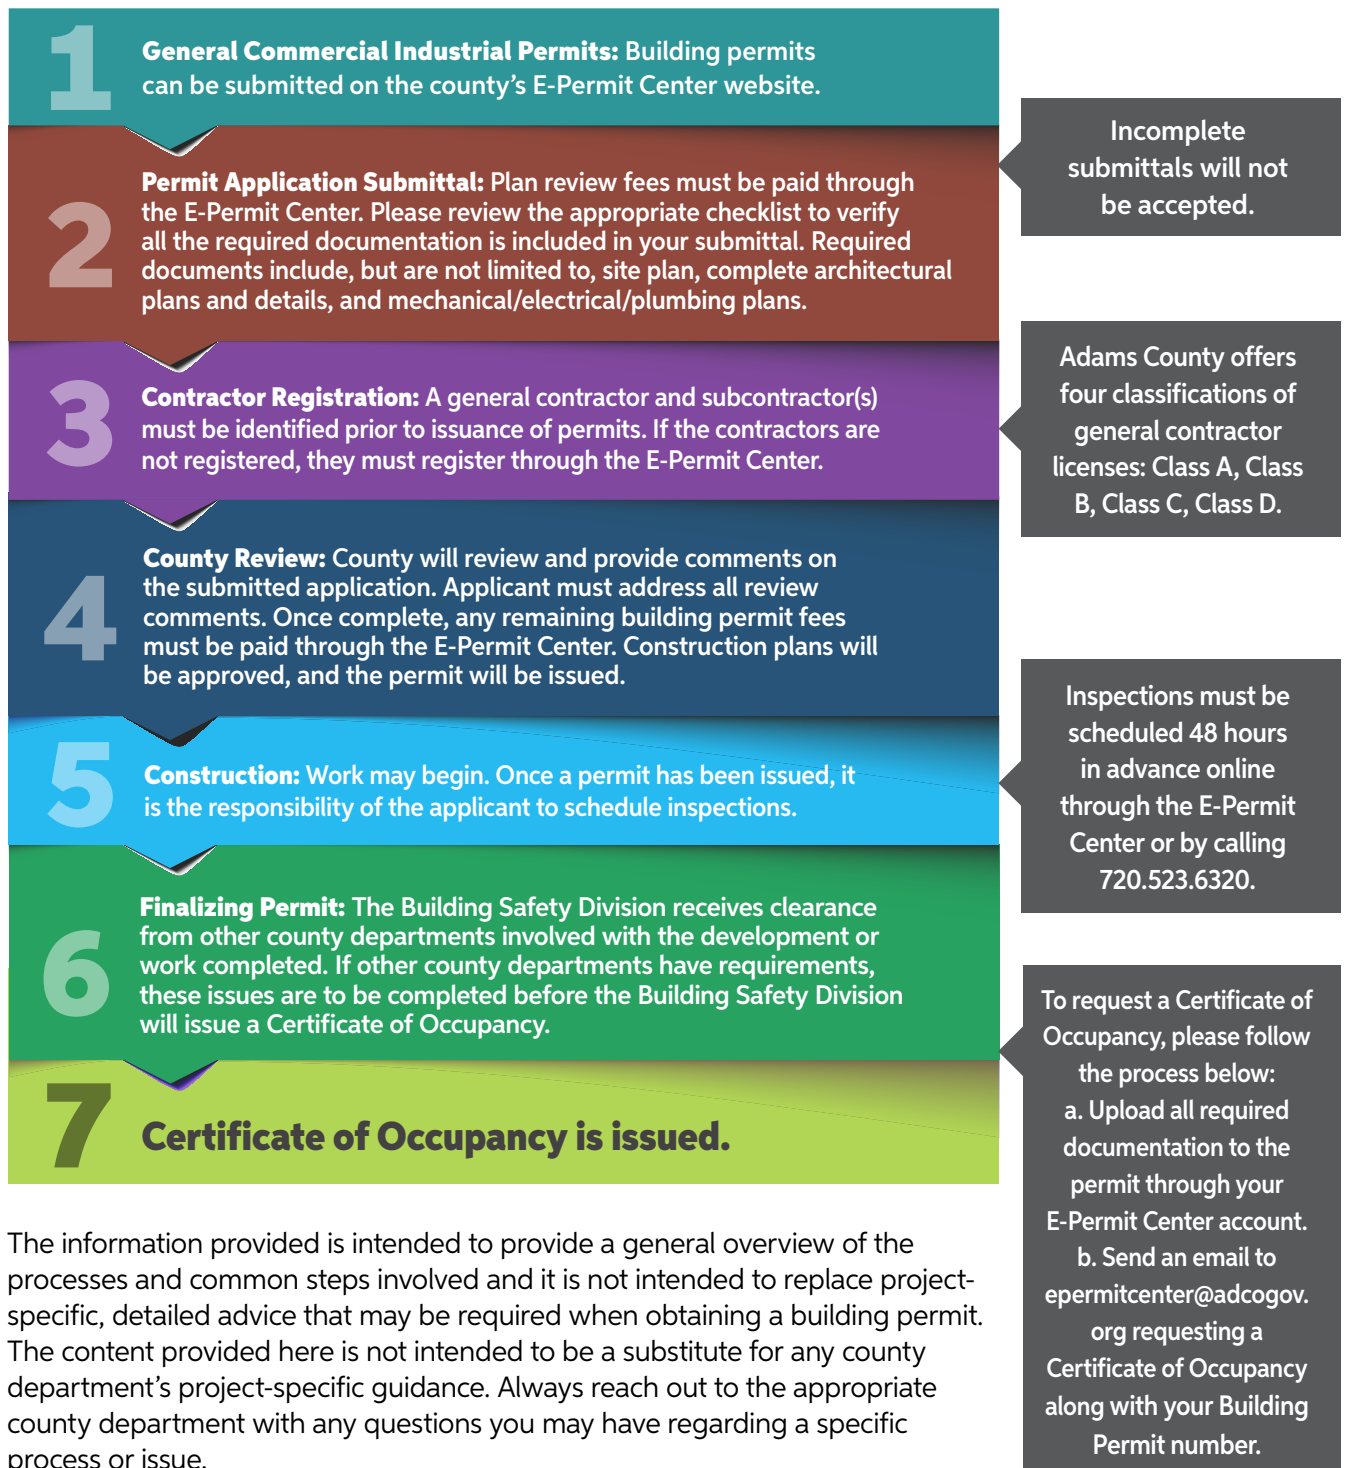 1
General Commercial Industrial Permits: Building permits
can be submitted on the county’s E-Permit Center website.
2
Permit Application Submittal: Plan review fees must be paid through
the E-Permit Center. Please review the appropriate checklist to verify
all the required documentation is included in your submittal. Required
documents include, but are not limited to, site plan, complete architectural
plans and details, and mechanical/electrical/plumbing plans.
Incomplete
submittals will not
be accepted.
3
Contractor Registration: A general contractor and subcontractor(s)
must be identified prior to issuance of permits. If the contractors are
not registered, they must register through the E-Permit Center.
Adams County offers
four classifications of
general contractor
licenses: Class A, Class
B, Class C, Class D.
4
County Review: County will review and provide comments on
the submitted application. Applicant must address all review
comments. Once complete, any remaining building permit fees
must be paid through the E-Permit Center. Construction plans will
be approved, and the permit will be issued.
5
Construction: Work may begin. Once a permit has been issued, it
is the responsibility of the applicant to schedule inspections.
Inspections must be
scheduled 48 hours
in advance online
through the E-Permit
Center or by calling
720.523.6320.
6
Finalizing Permit: The Building Safety Division receives clearance
from other county departments involved with the development or
work completed. If other county departments have requirements,
these issues are to be completed before the Building Safety Division
will issue a Certificate of Occupancy.
7
Certificate of Occupancy is issued.
To request a Certificate of
Occupancy, please follow
the process below:
a. Upload all required
documentation to the
permit through your
E-Permit Center account.
b. Send an email to
epermitcenter@adcogov.
org requesting a
Certificate of Occupancy
along with your Building
Permit number.
The information provided is intended to provide a general overview of the
processes and common steps involved and it is not intended to replace project-
specific, detailed advice that may be required when obtaining a building permit.
The content provided here is not intended to be a substitute for any county
department’s project-specific guidance. Always reach out to the appropriate
county department with any questions you may have regarding a specific
process or issue.